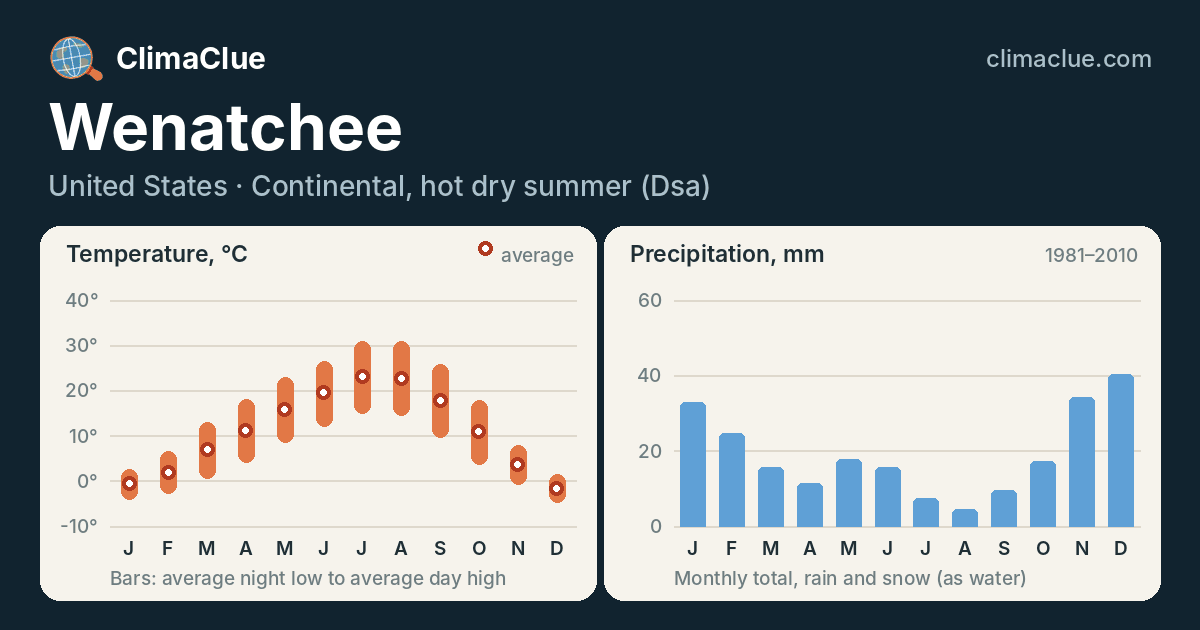 ClimaClue
climaclue.com
Wenatchee
United States · Continental, hot dry summer (Dsa)
Temperature, °C
average
40°
30°
20°
10°
0°
-10°
J F M A M J J A S O N D
Bars: average night low to average day high
Precipitation, mm
1981–2010
60
40
20
0
J F M A M J J A S O N D
Monthly total, rain and snow (as water)